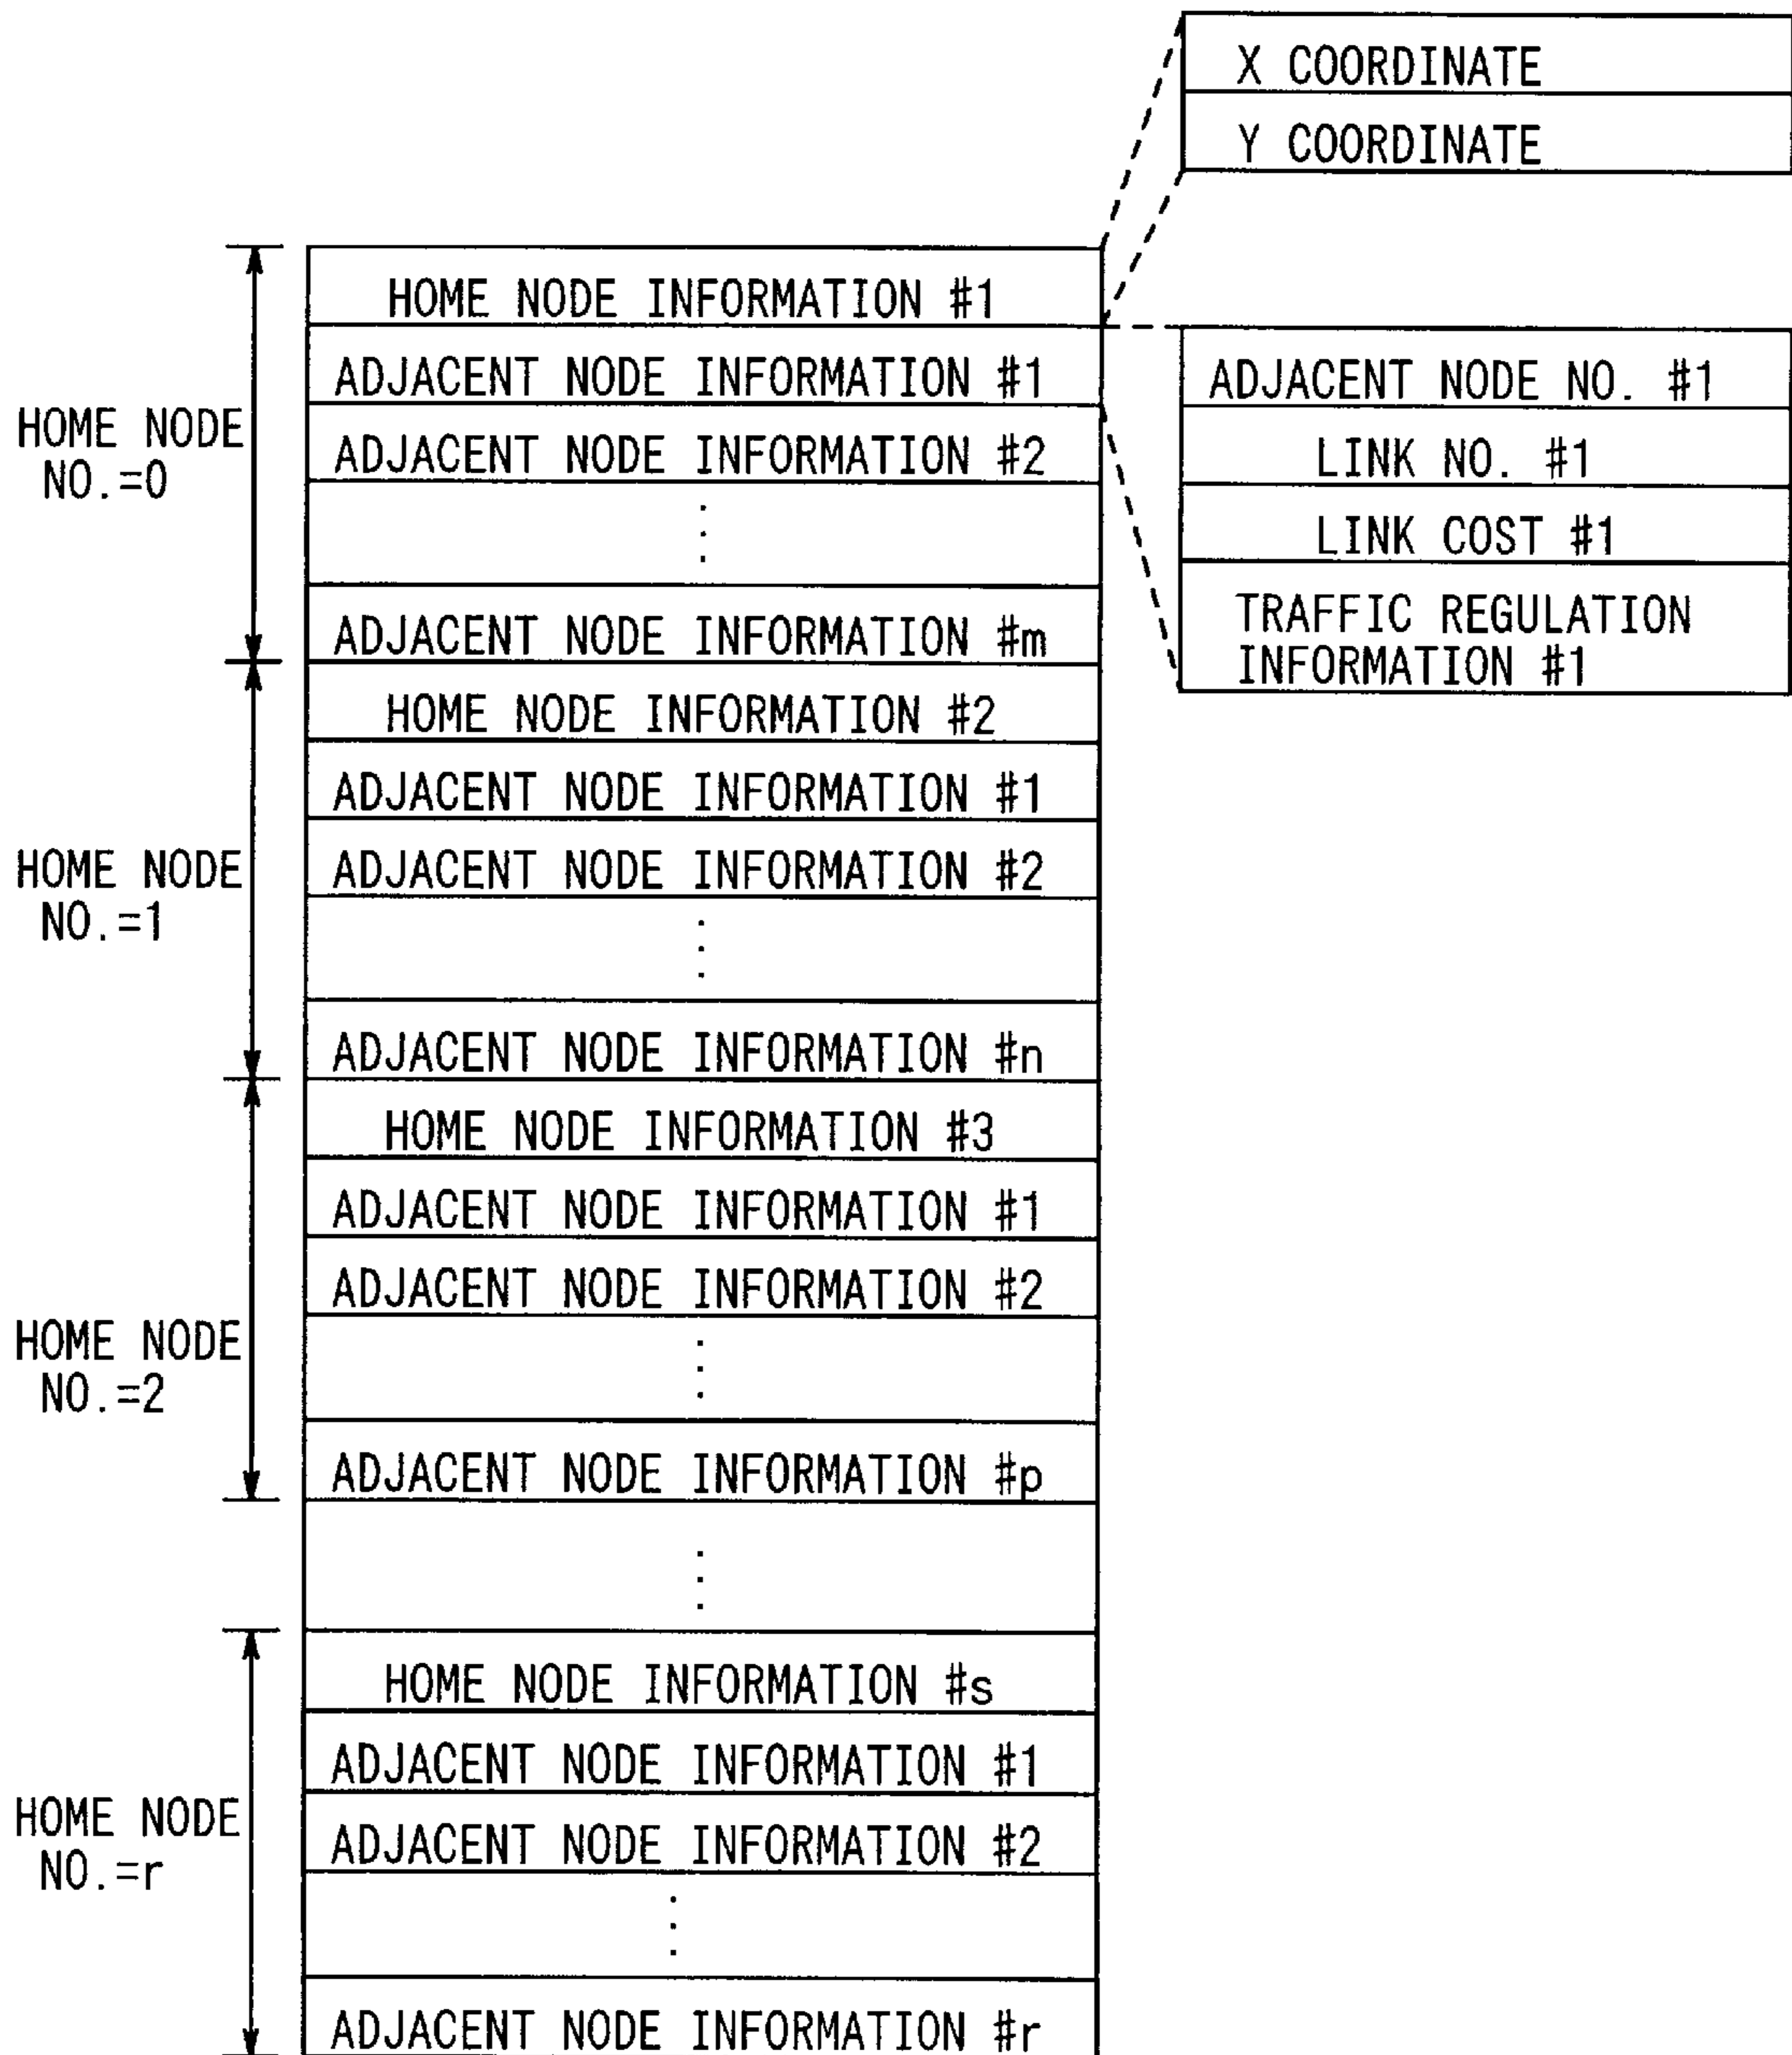 X COORDINATE
Y COORDINATE
HOME NODE INFORMATION #1
ADJACENT NODE INFORMATION #1
ADJACENT NODE INFORMATION #2
ADJACENT NODE INFORMATION #m
HOME NODE
NO.=0
ADJACENT NODE NO. #1
LINK NO. #1
LINK COST #1
TRAFFIC REGULATION
INFORMATION #1
HOME NODE INFORMATION #2
ADJACENT NODE INFORMATION #1
ADJACENT NODE INFORMATION #2
ADJACENT NODE INFORMATION #n
HOME NODE
NO.=1
HOME NODE INFORMATION #3
ADJACENT NODE INFORMATION #1
ADJACENT NODE INFORMATION #2
ADJACENT NODE INFORMATION #p
HOME NODE
NO.=2
HOME NODE INFORMATION #s
ADJACENT NODE INFORMATION #1
ADJACENT NODE INFORMATION #2
ADJACENT NODE INFORMATION #r
HOME NODE
NO.=r